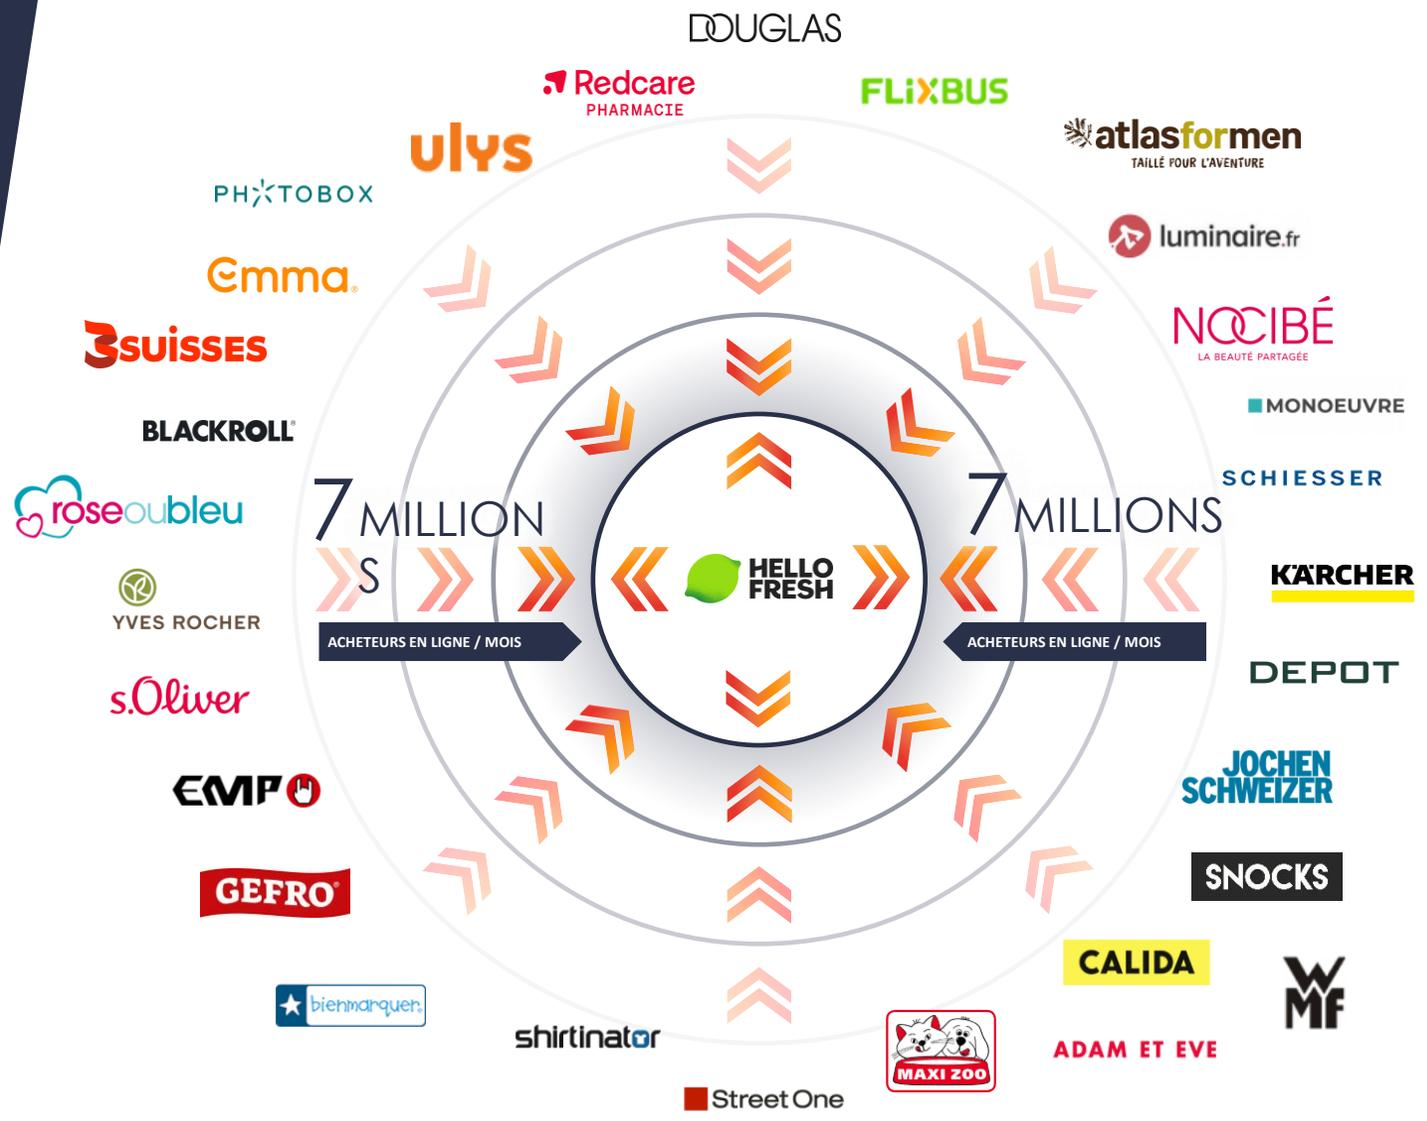 DOUGLAS
Redcare
PHARMACIE
FLiXBUS
ulys
atlasformen
TAILLÉ POUR L'AVENTURE
PHOTOBOX
luminaire.fr
emma®
NOCIBÉ
LA BEAUTÉ PARTAGÉE
3SUISSES
MONOEUVRE
BLACKROLL®
SCHIESSER
roseoubleu
7 MILLION
S
7 MILLIONS
HELLO
FRESH
KÄRCHER
YVES ROCHER
ACHETEURS EN LIGNE / MOIS
ACHETEURS EN LIGNE / MOIS
DEPOT
s.Oliver
JOCHEN
SCHWEIZER
EMP
SNOCKS
GEFRO®
CALIDA
WMF
bienmarquer®
shirtinator
MAXI ZOO
ADAM ET EVE
Street One